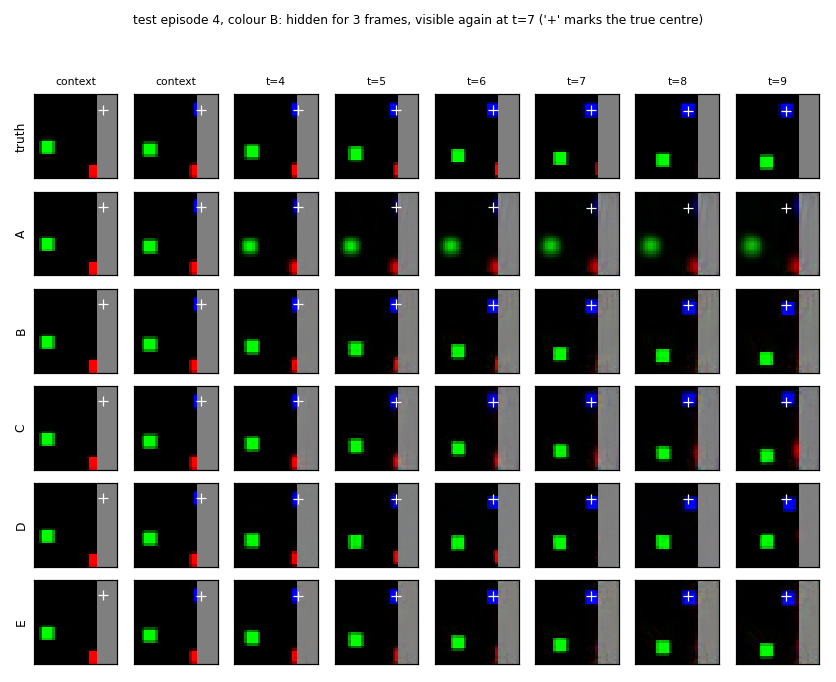 test episode 4, colour B: hidden for 3 frames, visible again at t=7 ('+' marks the true centre)
context context t=4 t=5 t=6 t=7 t=8 t=9
truth
A
B
C
D
E